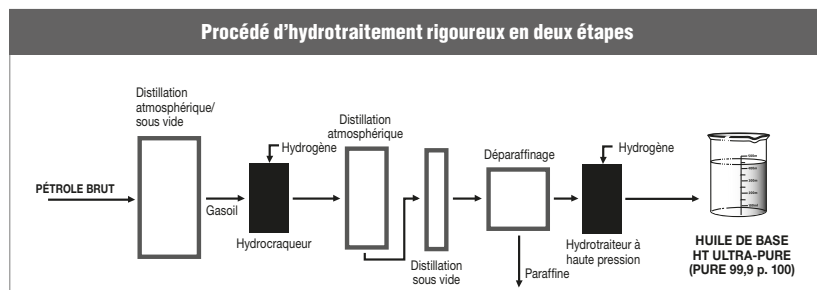 Procédé d'hydrotraitement rigoureux en deux étapes
Distillation
atmosphérique/
sous vide
PÉTROLE BRUT
Gasoil
Hydrogène
Hydrocraqueur
Distillation
atmosphérique
Distillation
sous vide
Déparaffinage
Paraffine
Hydrogène
Hydrotraiteur à
haute pression
HUILE DE BASE
HT ULTRA-PURE
(PURE 99,9 p. 100)